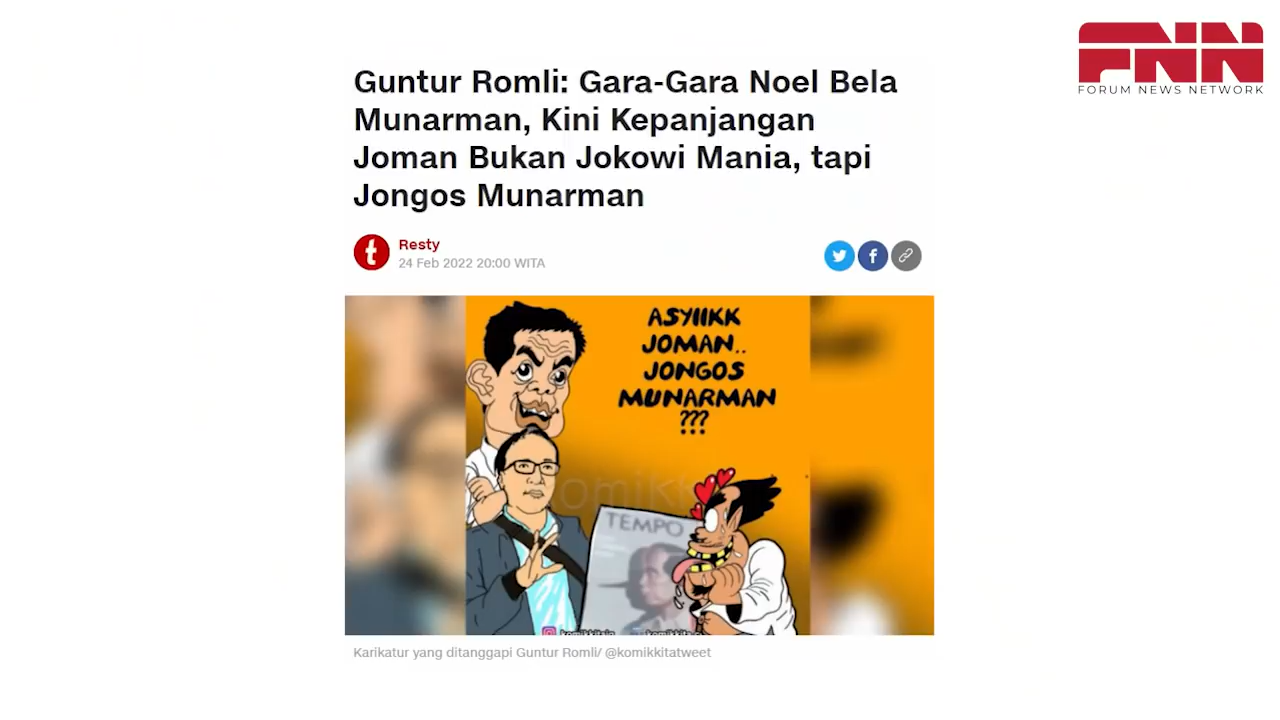 FNN
FORUM NEWS NETWORK
Guntur Romli: Gara-Gara Noel Bela
Munarman, Kini Kepanjangan
Joman Bukan Jokowi Mania, tapi
Jongos Munarman
t
Resty
24 Feb 2022 20:00 WITA
f
ASYIIKK
JOMAN..
JONGOS
MUNARMAN
???
komikk
TEMPO
Karikatur yang ditanggapi Guntur Romli/ @komikkitatweet